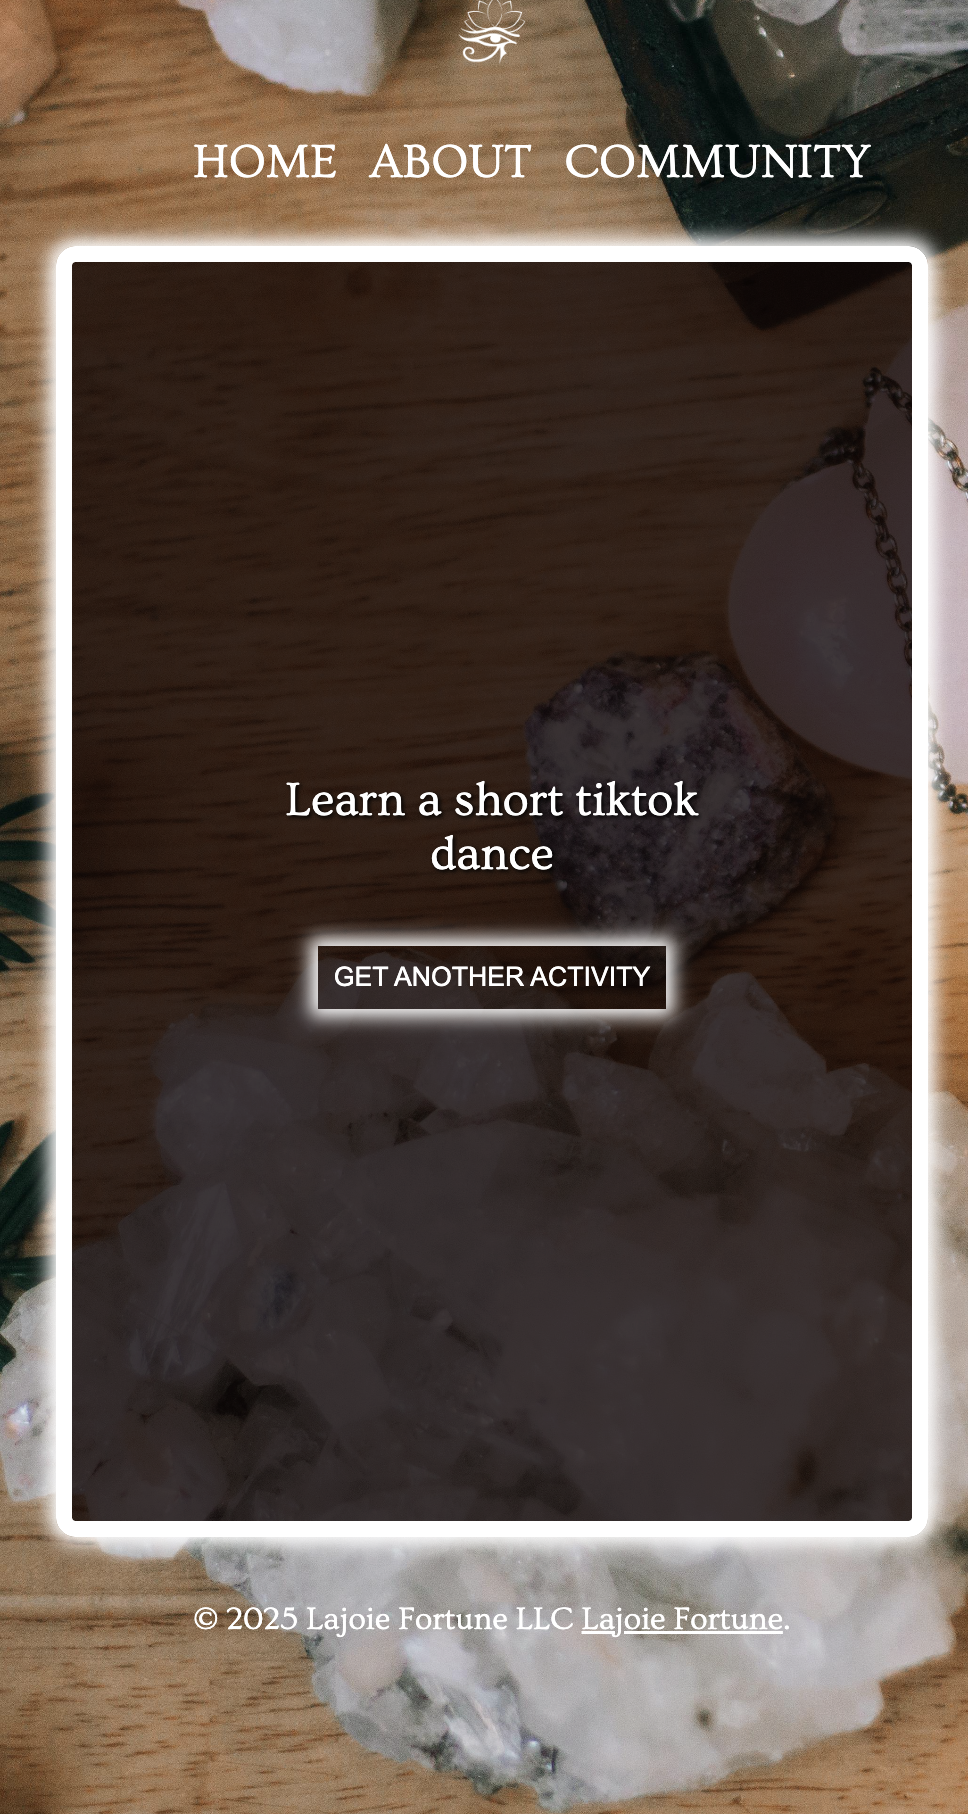 HOME ABOUT COMMUNITY
Learn a short tiktok
dance
GET ANOTHER ACTIVITY
© 2025 Lajoie Fortune LLC Lajoie Fortune.